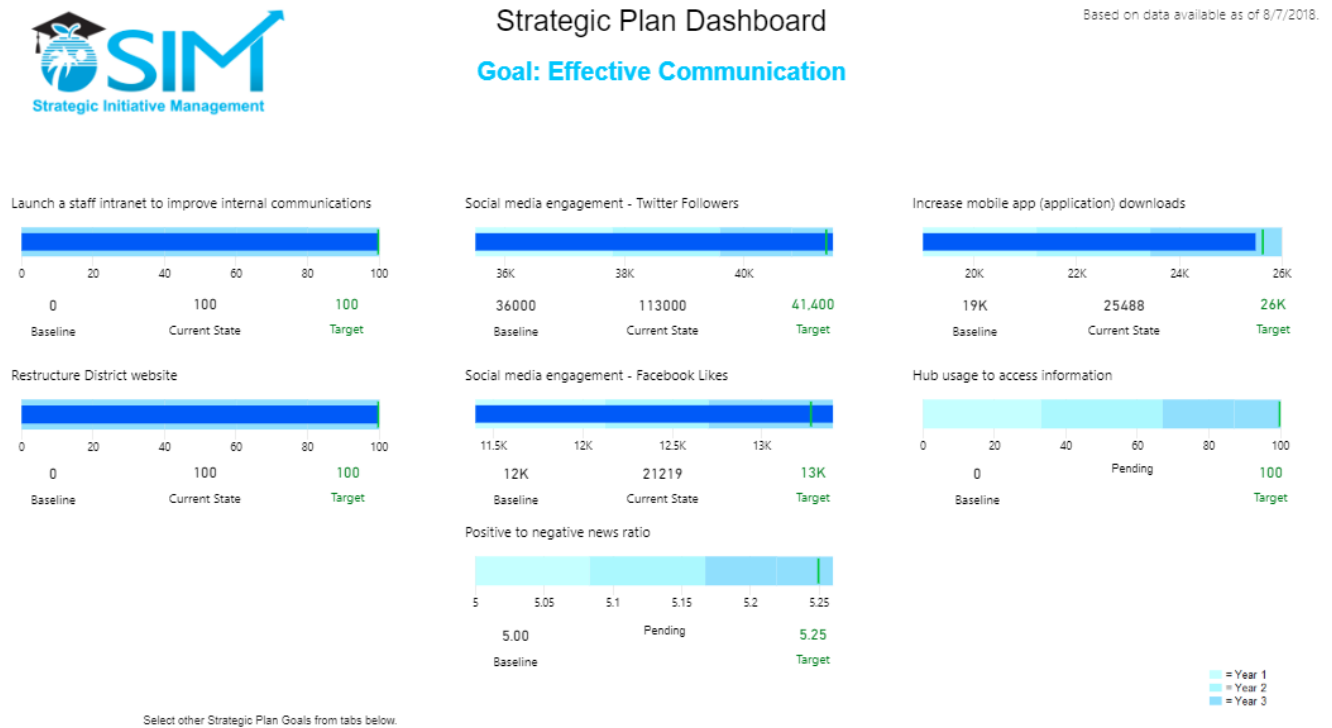 SIM
Strategic Initiative Management
Strategic Plan Dashboard
Goal: Effective Communication
Based on data available as of 8/7/2018.
Launch a staff intranet to improve internal communications
0 20 40 60 80 100
0 100 100
Baseline Current State Target
Social media engagement - Twitter Followers
36K 38K 40K
36000 113000 41,400
Baseline Current State Target
Increase mobile app (application) downloads
20K 22K 24K 26K
19K 25488 26K
Baseline Current State Target
Restructure District website
0 20 40 60 80 100
0 100 100
Baseline Current State Target
Social media engagement - Facebook Likes
11.5K 12K 12.5K 13K
12K 21219 13K
Baseline Current State Target
Hub usage to access information
0 20 40 60 80 100
0 Pending 100
Baseline Target
Positive to negative news ratio
5 5.05 5.1 5.15 5.2 5.25
5.00 Pending 5.25
Baseline Target
= Year 1
= Year 2
= Year 3
Select other Strategic Plan Goals from tabs below.